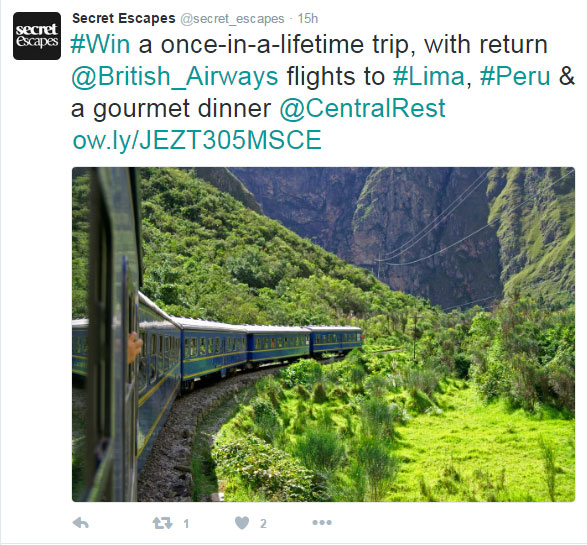 secret
escapes
Secret Escapes @secret_escapes · 15h
#Win a once-in-a-lifetime trip, with return
@British_Airways flights to #Lima, #Peru &
a gourmet dinner @CentralRest
ow.ly/JEZT305MSCE
1 2